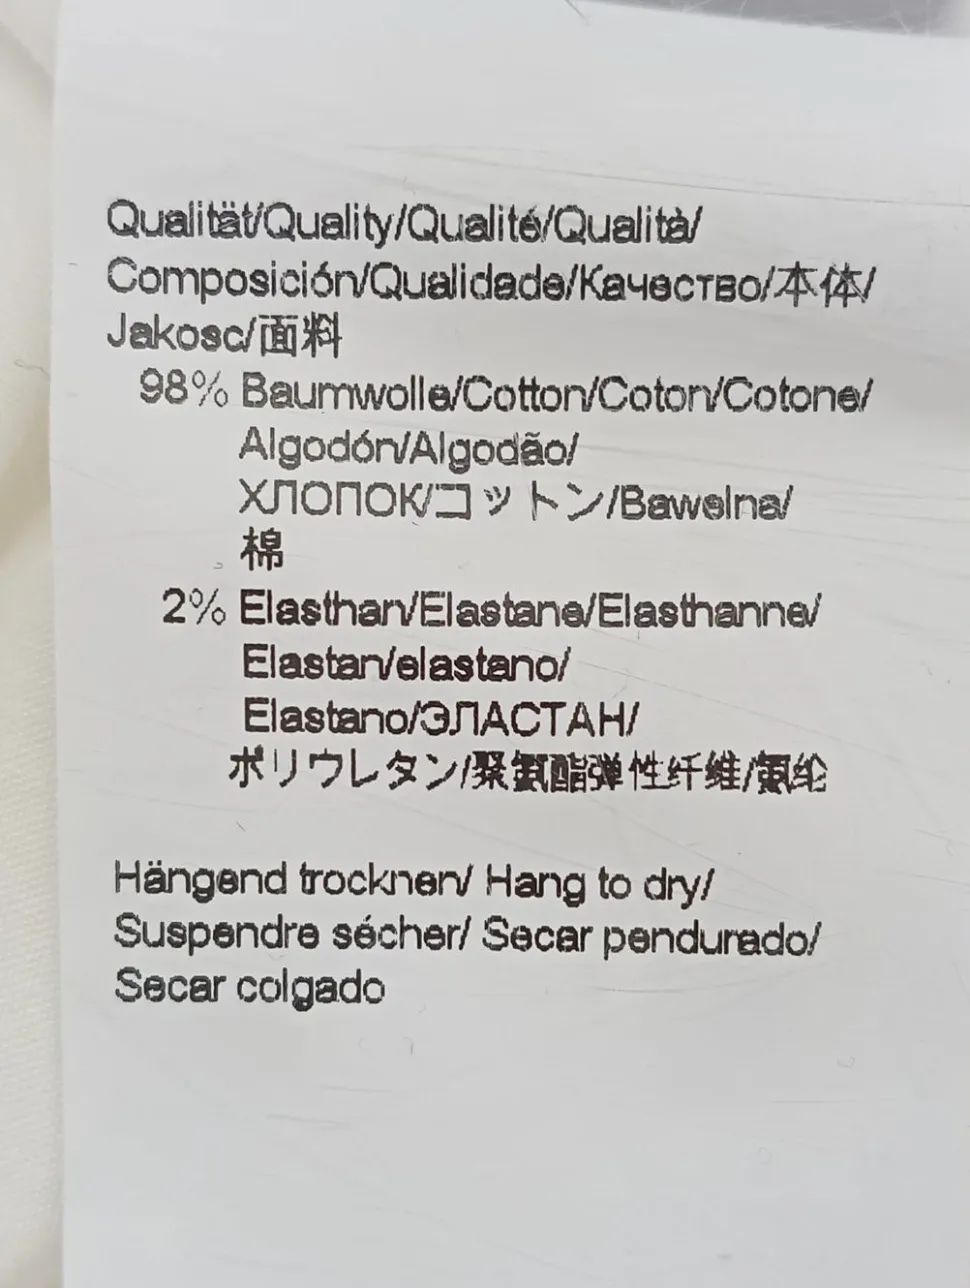 Qualität/Quality/Qualité/Qualità/
Composición/Qualidade/Качество/本体/
Jakosc/面料
98% Baumwolle/Cotton/Coton/Cotone/
Algodón/Algodão/
ХЛОПОК/コットン/Bawelna/
棉
2% Elasthan/Elastane/Elasthanne/
Elastan/elastano/
Elastano/ЭЛАСТАН/
ポリウレタン/聚氨酯弹性纤维/氨纶
Hängend trocknen/ Hang to dry/
Suspendre sécher/ Secar pendurado/
Secar colgado